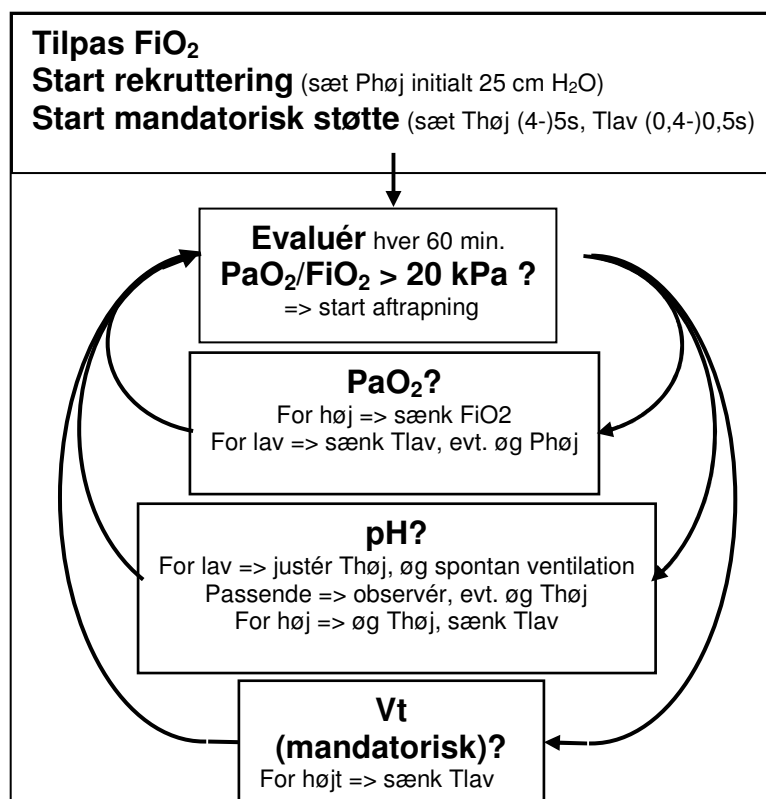 Tilpas FiO₂
Start rekruttering (sæt Phøj initialt 25 cm H₂O)
Start mandatorisk støtte (sæt Thøj (4-)5s, Tlav (0,4-)0,5s)
Evaluér hver 60 min.
PaO₂/FiO₂ > 20 kPa ?
=> start aftrapning
PaO₂?
For høj => sænk FiO2
For lav => sænk Tlav, evt. øg Phøj
pH?
For lav => justér Thøj, øg spontan ventilation
Passende => observér, evt. øg Thøj
For høj => øg Thøj, sænk Tlav
Vt
(mandatorisk)?
For højt => sænk Tlav